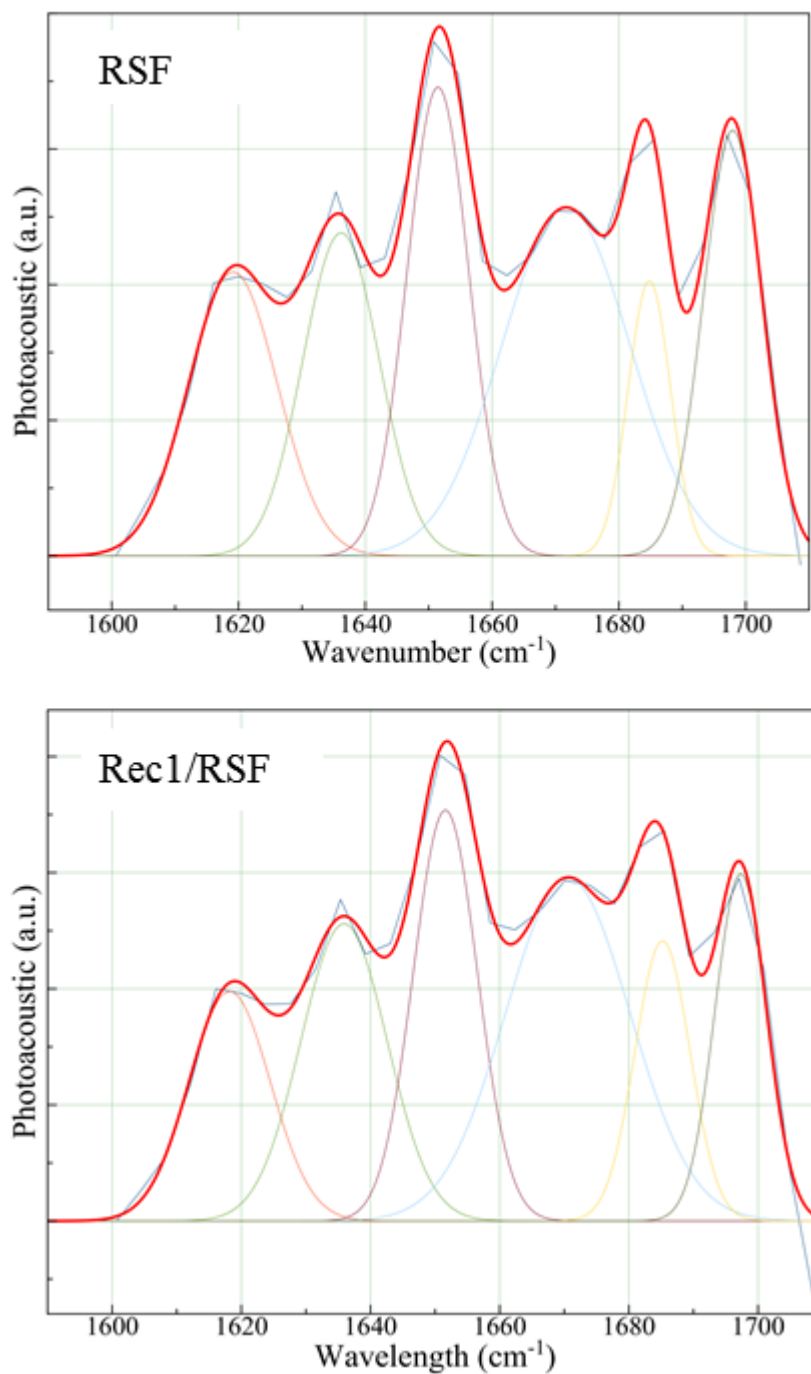 RSF
Photoacoustic (a.u.)
1600 1620 1640 1660 1680 1700
Wavenumber (cm⁻¹)
Rec1/RSF
Photoacoustic (a.u.)
1600 1620 1640 1660 1680 1700
Wavelength (cm⁻¹)